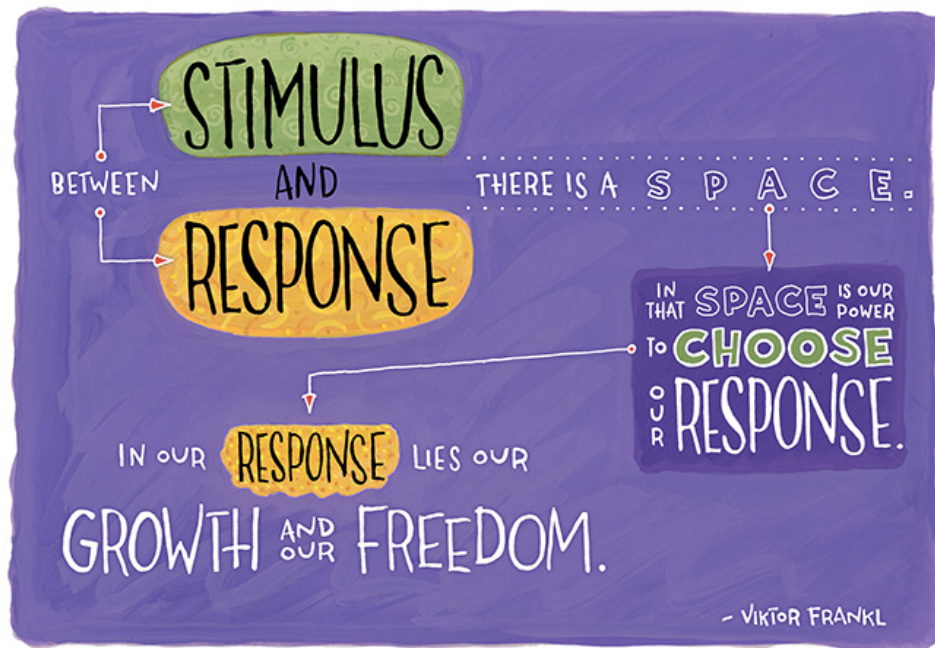 BETWEEN
STIMULUS
AND
RESPONSE
THERE IS A SPACE.
IN THAT SPACE IS OUR POWER
TO CHOOSE
OUR RESPONSE.
IN OUR RESPONSE LIES OUR
GROWTH AND OUR FREEDOM.
- VIKTOR FRANKL